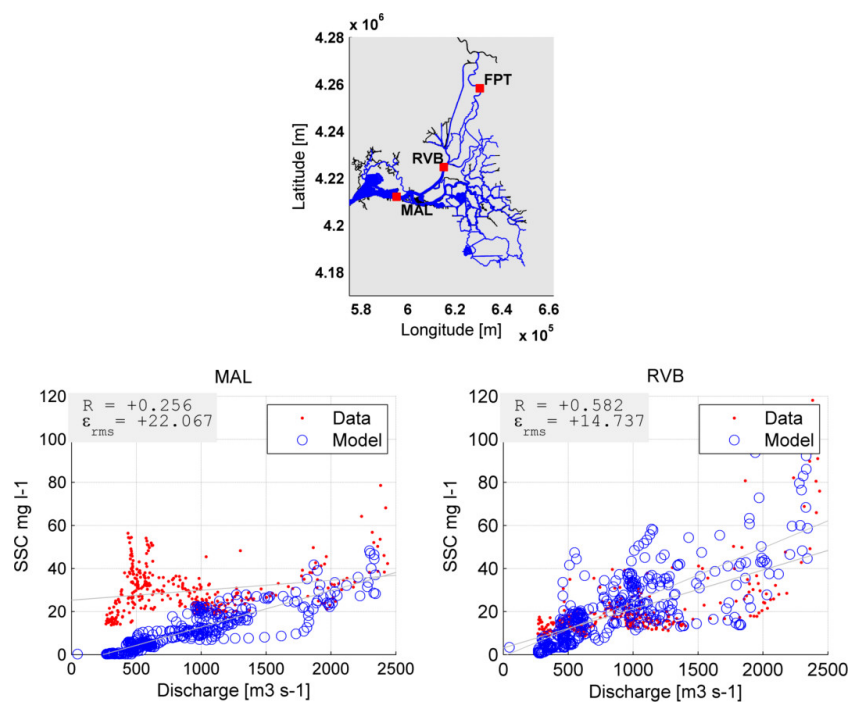 x 10⁶
4.28
4.26
4.24
4.22
4.2
4.18
Latitude [m]
FPT
RVB
MAL
5.8 6 6.2 6.4 6.6
Longitude [m]
x 10⁵
MAL
R = +0.256
ε_rms = +22.067
Data
Model
120
100
80
60
40
20
0
SSC mg l-1
0 500 1000 1500 2000 2500
Discharge [m3 s-1]
RVB
R = +0.582
ε_rms = +14.737
Data
Model
120
100
80
60
40
20
0
SSC mg l-1
0 500 1000 1500 2000 2500
Discharge [m3 s-1]